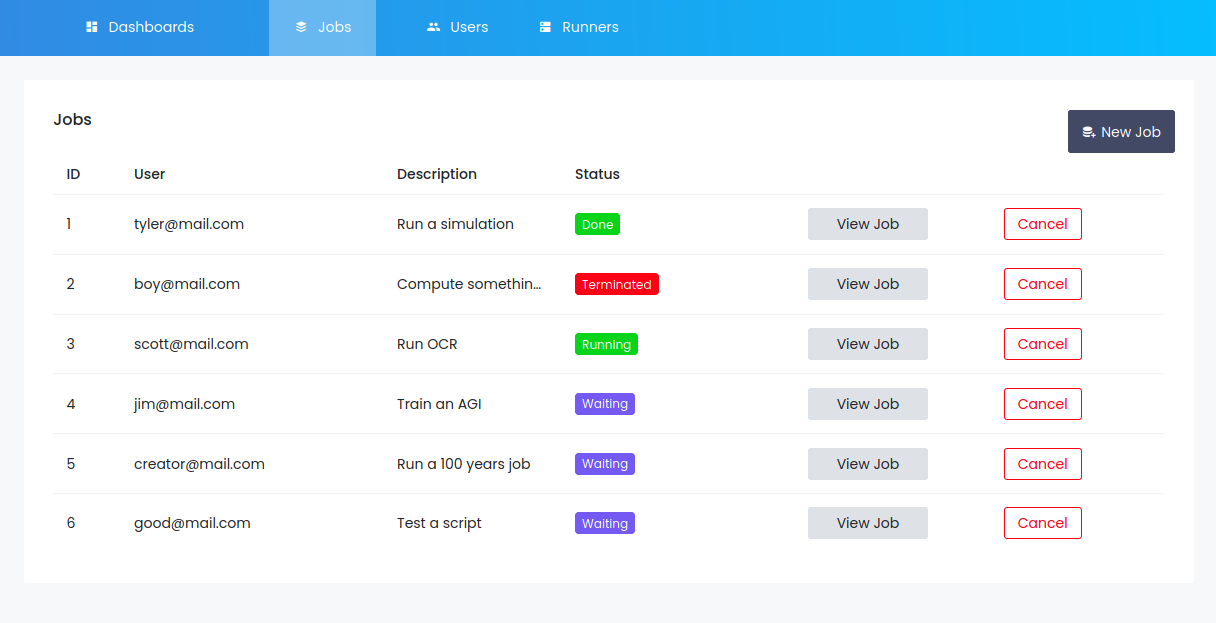 Dashboards Jobs Users Runners
Jobs
New Job
ID User Description Status
1 tyler@mail.com Run a simulation Done View Job Cancel
2 boy@mail.com Compute somethin... Terminated View Job Cancel
3 scott@mail.com Run OCR Running View Job Cancel
4 jim@mail.com Train an AGI Waiting View Job Cancel
5 creator@mail.com Run a 100 years job Waiting View Job Cancel
6 good@mail.com Test a script Waiting View Job Cancel